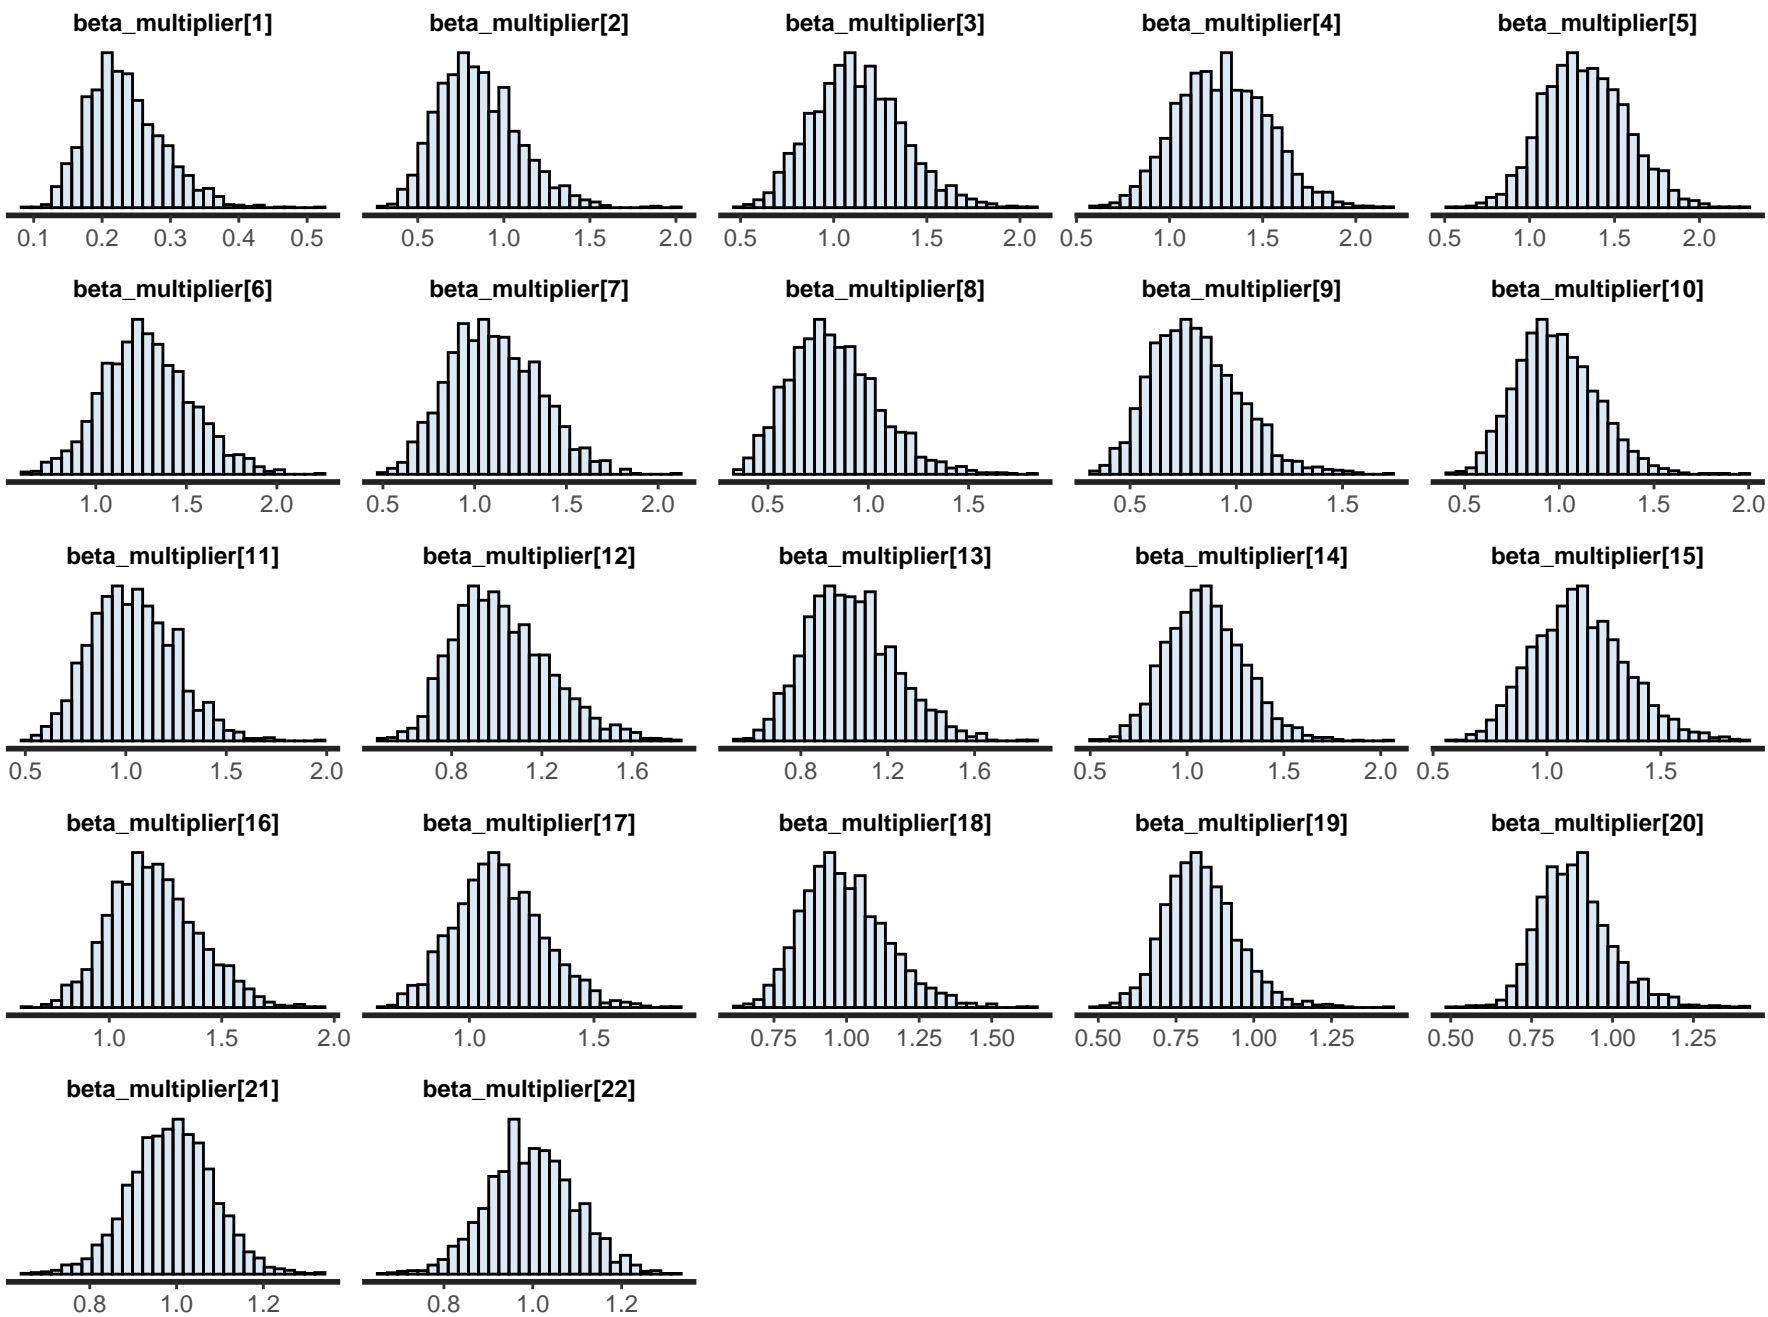 beta_multiplier[1] beta_multiplier[2] beta_multiplier[3] beta_multiplier[4] beta_multiplier[5]
0.1 0.2 0.3 0.4 0.5 0.5 1.0 1.5 2.0 0.5 1.0 1.5 2.0 0.5 1.0 1.5 2.0 0.5 1.0 1.5 2.0
beta_multiplier[6] beta_multiplier[7] beta_multiplier[8] beta_multiplier[9] beta_multiplier[10]
1.0 1.5 2.0 0.5 1.0 1.5 2.0 0.5 1.0 1.5 0.5 1.0 1.5 0.5 1.0 1.5 2.0
beta_multiplier[11] beta_multiplier[12] beta_multiplier[13] beta_multiplier[14] beta_multiplier[15]
0.5 1.0 1.5 2.0 0.8 1.2 1.6 0.8 1.2 1.6 0.5 1.0 1.5 2.0 0.5 1.0 1.5
beta_multiplier[16] beta_multiplier[17] beta_multiplier[18] beta_multiplier[19] beta_multiplier[20]
1.0 1.5 2.0 1.0 1.5 0.75 1.00 1.25 1.50 0.50 0.75 1.00 1.25 0.50 0.75 1.00 1.25
beta_multiplier[21] beta_multiplier[22]
0.8 1.0 1.2 0.8 1.0 1.2